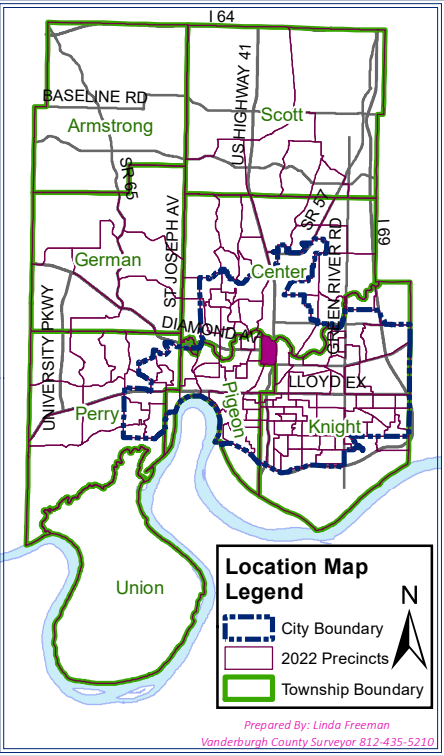 I 64
BASELINE RD
Armstrong
US HIGHWAY 41
Scott
SR 65
ST JOSEPH AV
SR 57
GREEN RIVER RD
I 69
German
Center
UNIVERSITY PKWY
DIAMOND AV
LLOYD EX
Perry
Pigeon
Knight
Union
Location Map
Legend
N
City Boundary
2022 Precincts
Township Boundary
Prepared By: Linda Freeman
Vanderburgh County Surveyor 812-435-5210